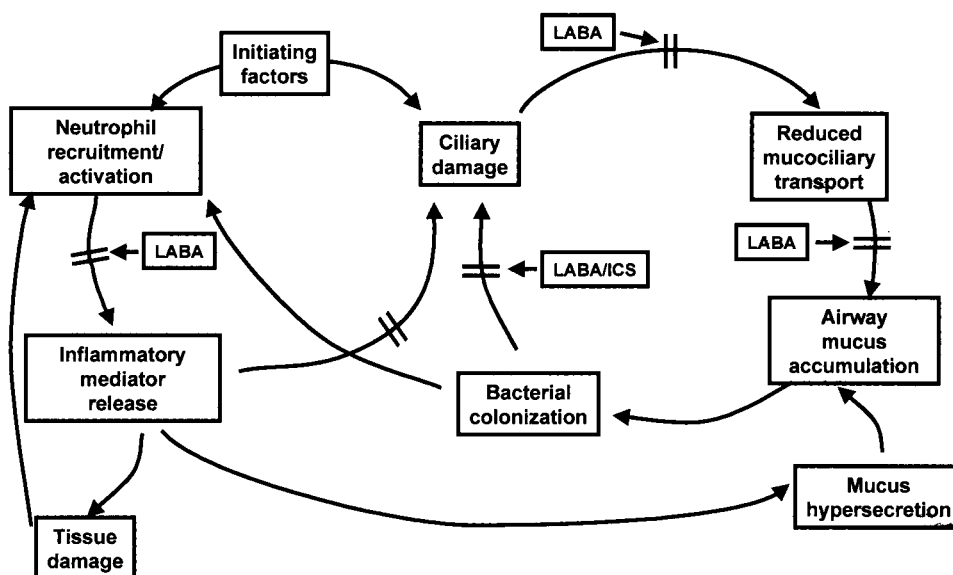 LABA
Initiating
factors
Neutrophil
recruitment/
activation
Ciliary
damage
Reduced
mucociliary
transport
LABA
LABA
LABA/ICS
Airway
mucus
accumulation
Inflammatory
mediator
release
Bacterial
colonization
Mucus
hypersecretion
Tissue
damage